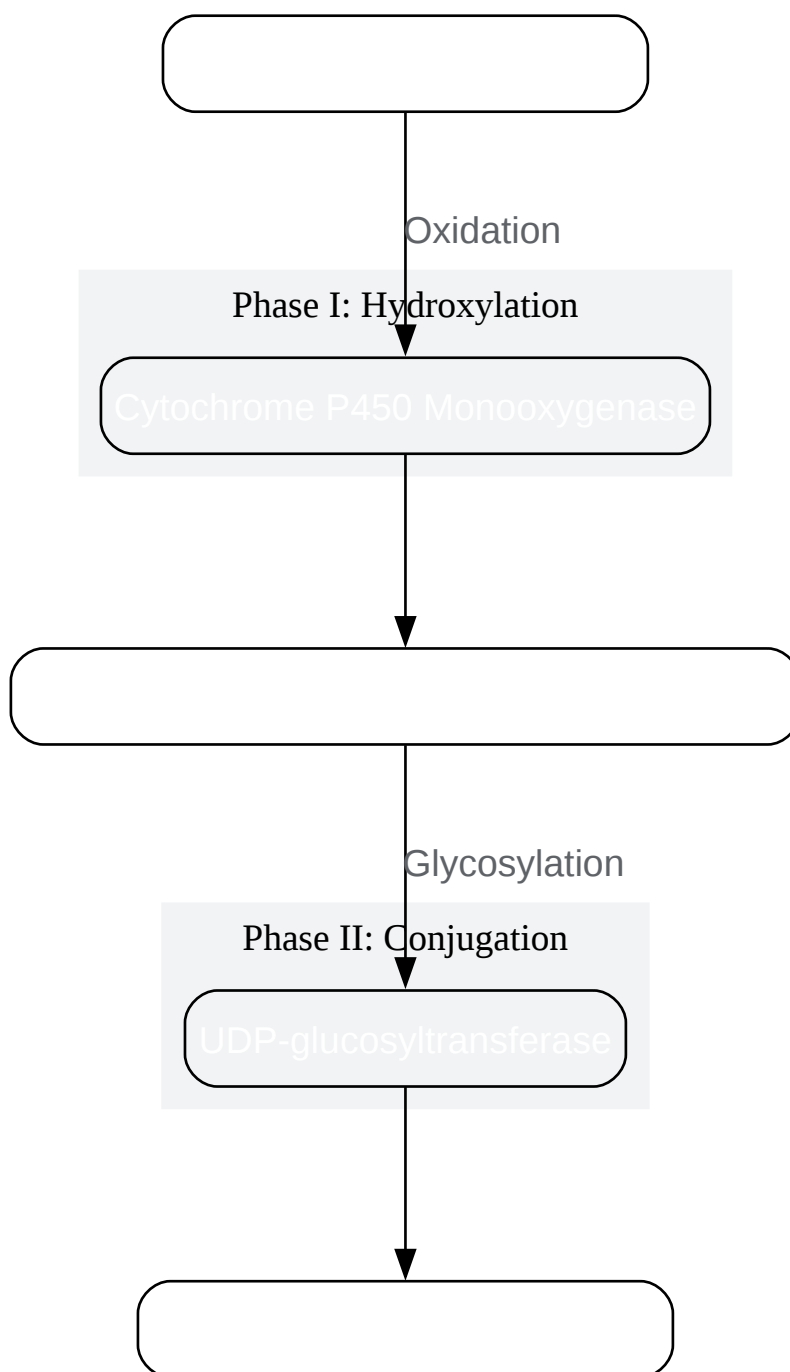 Oxidation
Phase I: Hydroxylation
Cytochrome P450 Monooxygenase
Glycosylation
Phase II: Conjugation
UDP-glucosyltransferase